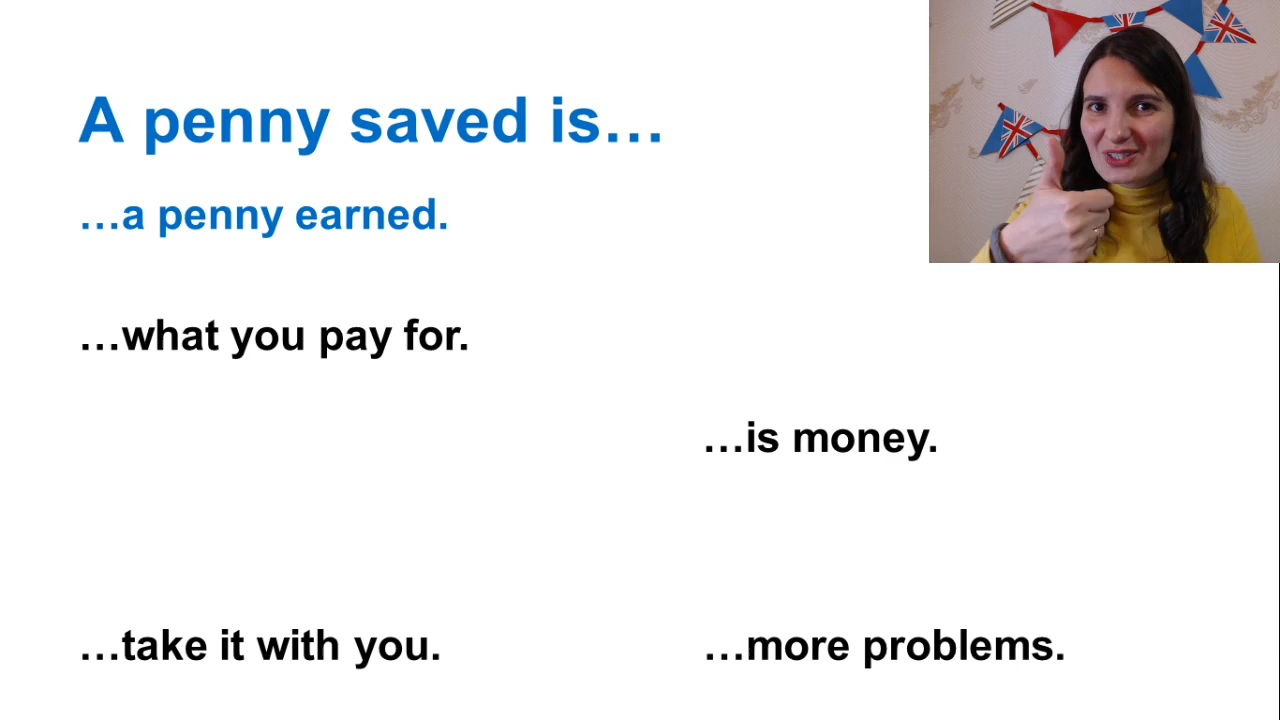 A penny saved is…
…a penny earned.
…what you pay for.
…is money.
…take it with you.
…more problems.